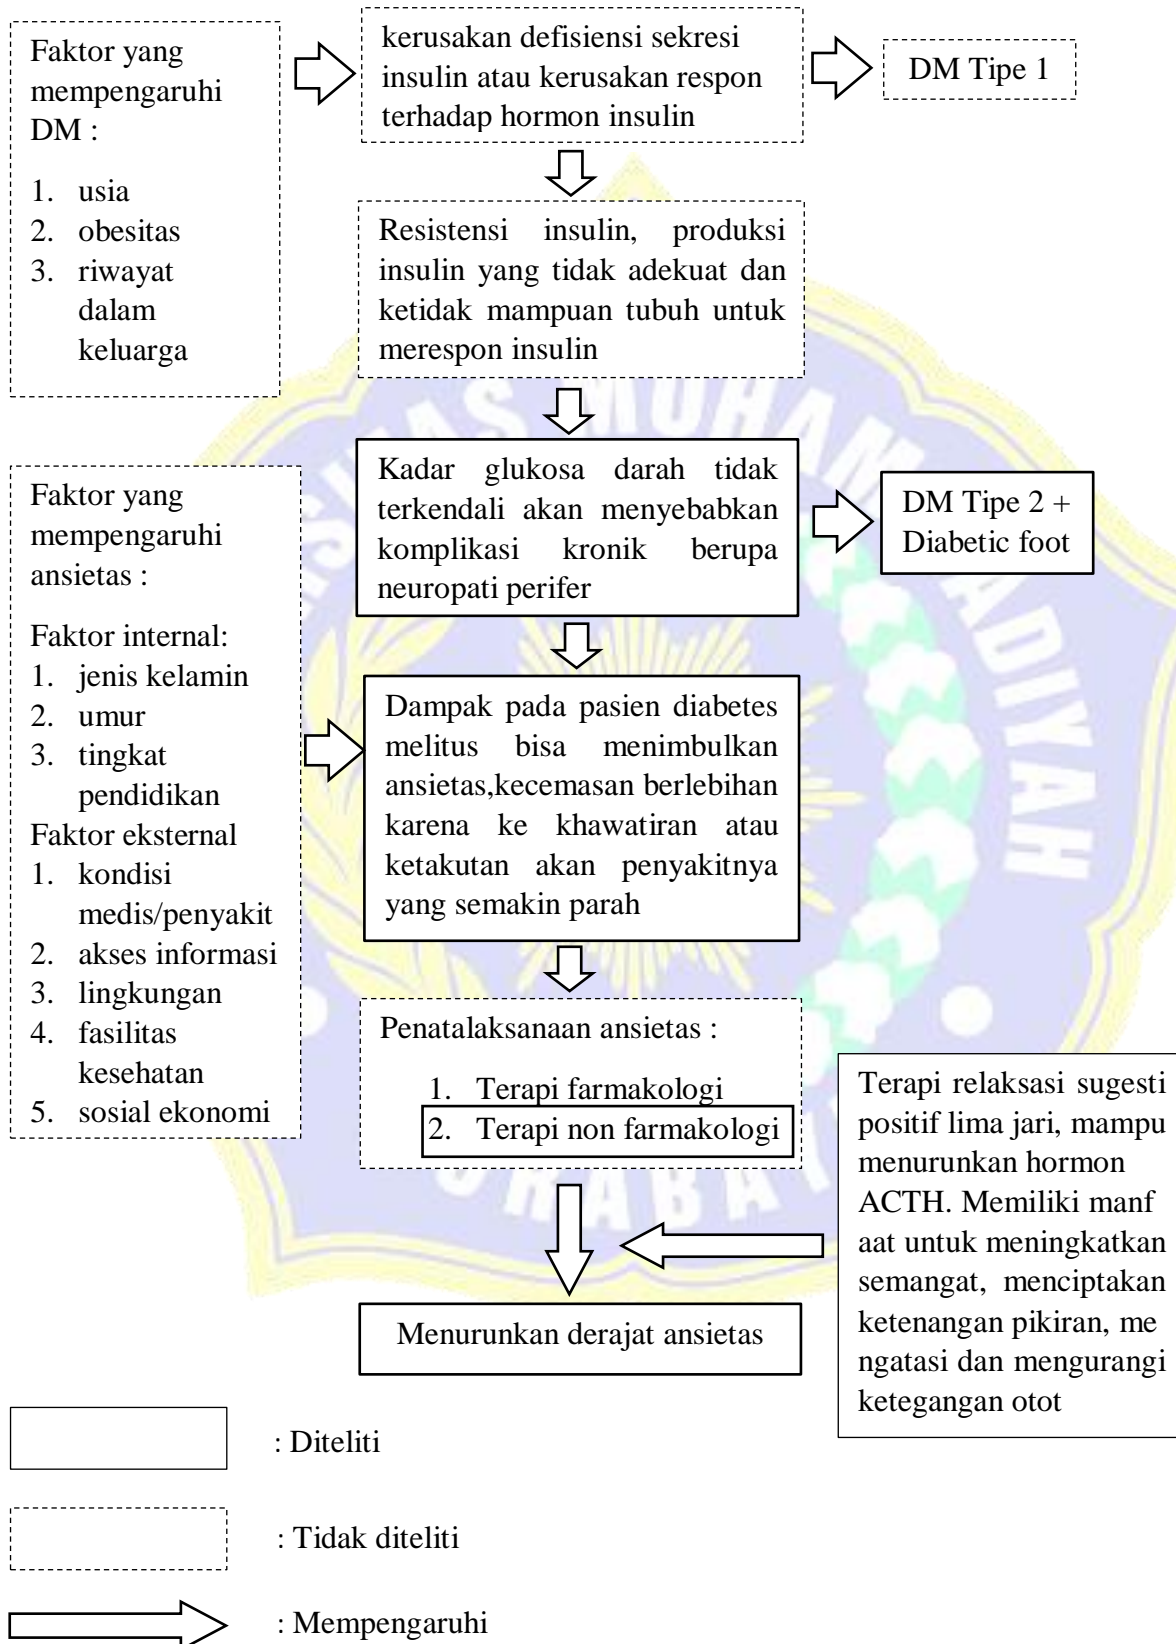 Faktor yang
mempengaruhi
DM :
1. usia
2. obesitas
3. riwayat
dalam
keluarga
kerusakan defisiensi sekresi
insulin atau kerusakan respon
terhadap hormon insulin
DM Tipe 1
Resistensi insulin, produksi
insulin yang tidak adekuat dan
ketidak mampuan tubuh untuk
merespon insulin
Kadar glukosa darah tidak
terkendali akan menyebabkan
komplikasi kronik berupa
neuropati perifer
DM Tipe 2 +
Diabetic foot
Faktor yang
mempengaruhi
ansietas :
Faktor internal:
1. jenis kelamin
2. umur
3. tingkat
pendidikan
Faktor eksternal
1. kondisi
medis/penyakit
2. akses informasi
3. lingkungan
4. fasilitas
kesehatan
5. sosial ekonomi
Dampak pada pasien diabetes
melitus bisa menimbulkan
ansietas,kecemasan berlebihan
karena ke khawatiran atau
ketakutan akan penyakitnya
yang semakin parah
Penatalaksanaan ansietas :
1. Terapi farmakologi
2. Terapi non farmakologi
Terapi relaksasi sugesti
positif lima jari, mampu
menurunkan hormon
ACTH. Memiliki manf
aat untuk meningkatkan
semangat, menciptakan
ketenangan pikiran, me
ngatasi dan mengurangi
ketegangan otot
Menurunkan derajat ansietas
: Diteliti
: Tidak diteliti
: Mempengaruhi